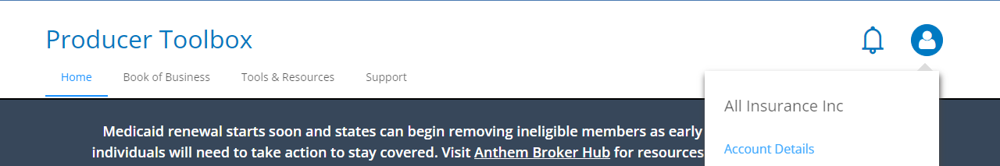 Producer Toolbox
Home Book of Business Tools & Resources Support
All Insurance Inc
Medicaid renewal starts soon and states can begin removing ineligible members as early
individuals will need to take action to stay covered. Visit Anthem Broker Hub for resources
Account Details